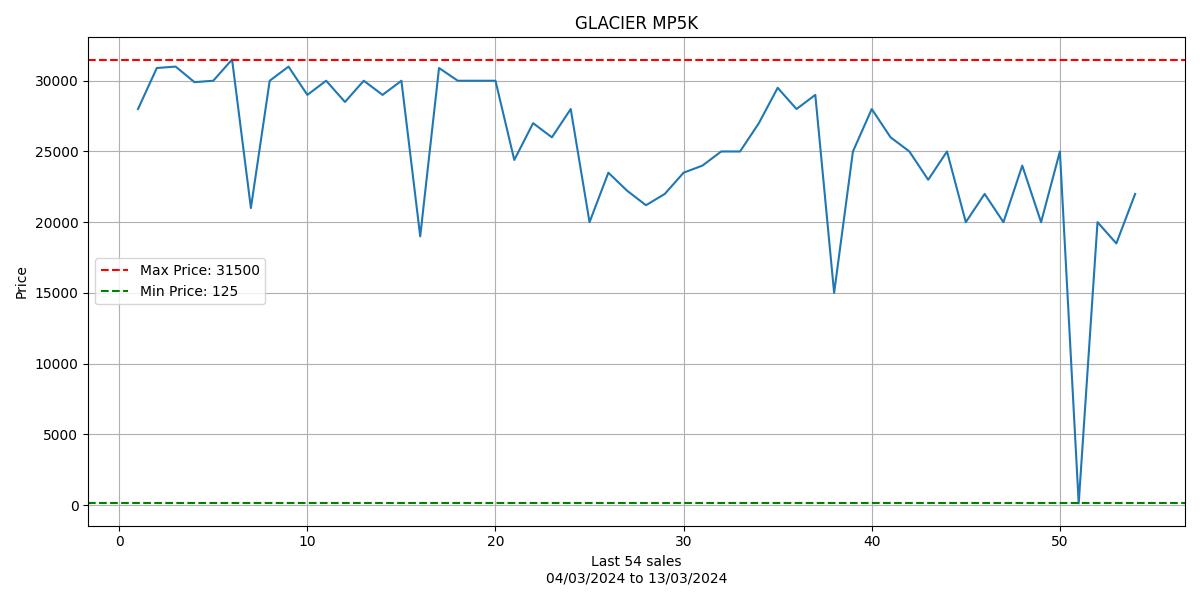 GLACIER MP5K
30000
25000
20000
15000
10000
5000
0
Price
Max Price: 31500
Min Price: 125
0 10 20 30 40 50
Last 54 sales
04/03/2024 to 13/03/2024